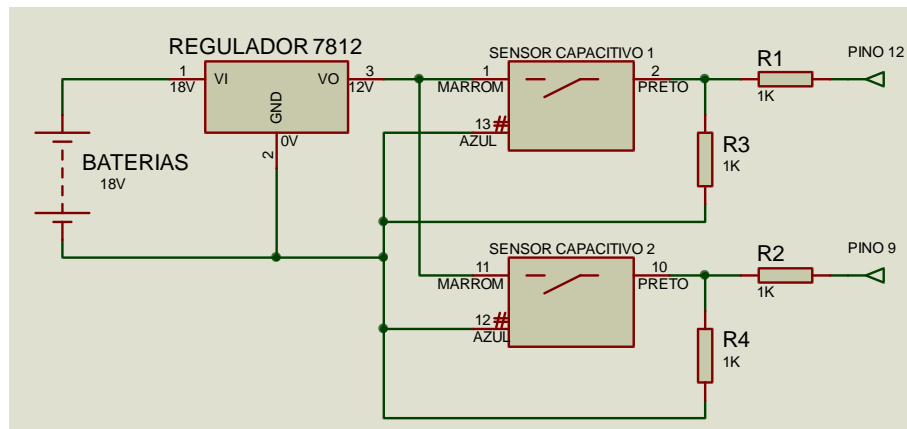 REGULADOR 7812
1
VI
VO
3
18V
12V
GND
2
0V
BATERIAS
18V
SENSOR CAPACITIVO 1
1
MARROM
2
PRETO
13
AZUL
R1
1K
PINO 12
R3
1K
SENSOR CAPACITIVO 2
11
MARROM
10
PRETO
12
AZUL
R2
1K
PINO 9
R4
1K